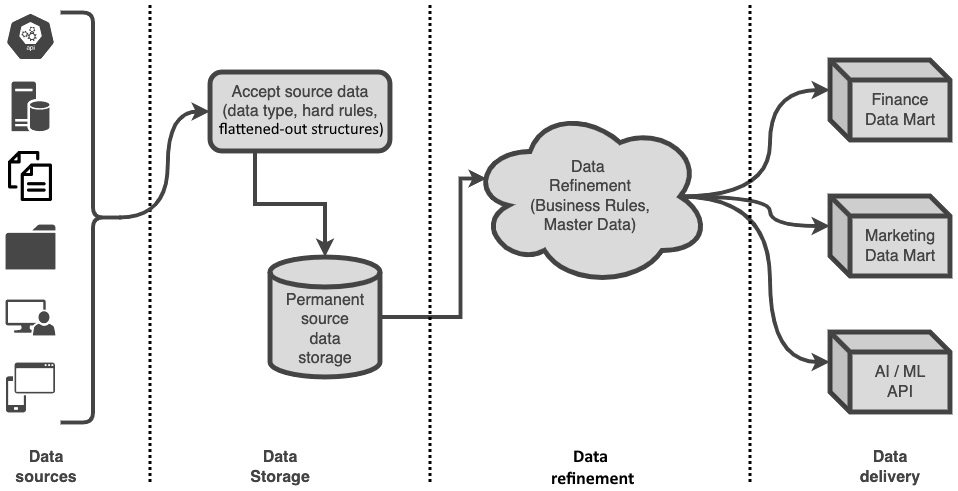 api
Accept source data
(data type, hard rules,
flattened-out structures)
Permanent
source
data
storage
Data
Refinement
(Business Rules,
Master Data)
Finance
Data Mart
Marketing
Data Mart
AI / ML
API
Data
sources
Data
Storage
Data
refinement
Data
delivery